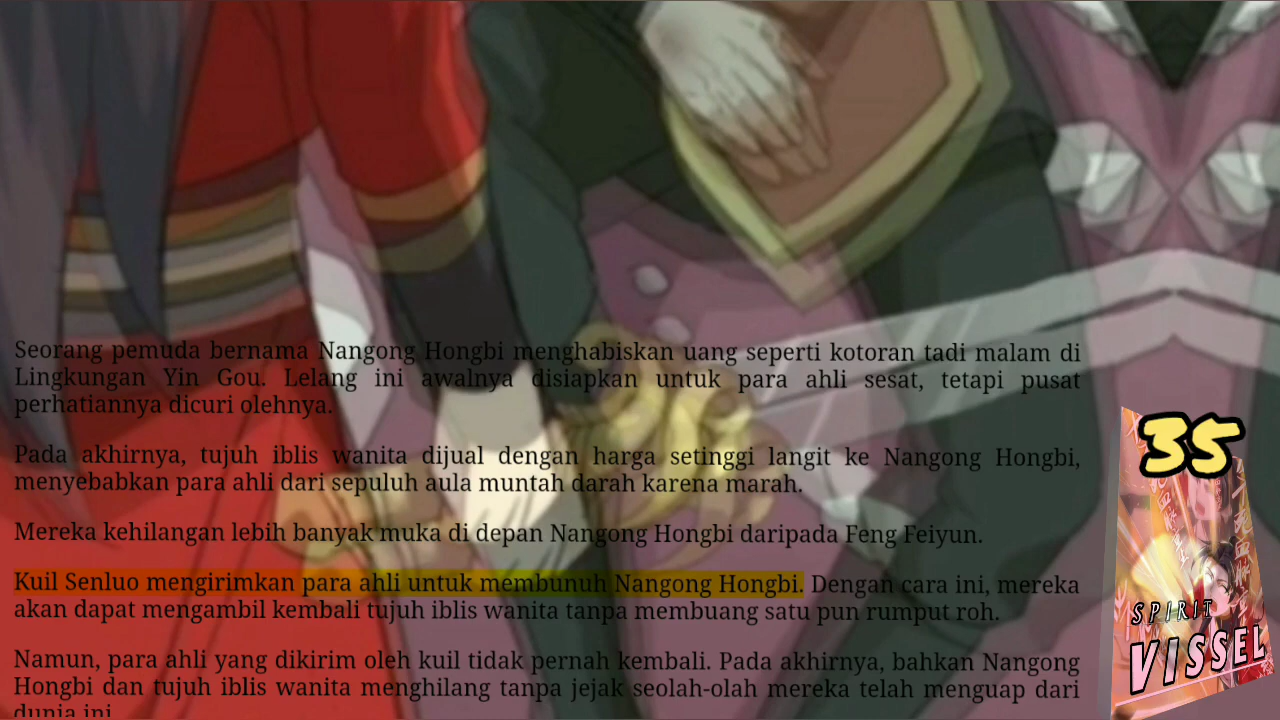 Seorang pemuda bernama Nangong Hongbi menghabiskan uang seperti kotoran tadi malam di
Lingkungan Yin Gou. Lelang ini awalnya disiapkan untuk para ahli sesat, tetapi pusat
perhatiannya dicuri olehnya.
Pada akhirnya, tujuh iblis wanita dijual dengan harga setinggi langit ke Nangong Hongbi,
menyebabkan para ahli dari sepuluh aula muntah darah karena marah.
Mereka kehilangan lebih banyak muka di depan Nangong Hongbi daripada Feng Feiyun.
Kuil Senluo mengirimkan para ahli untuk membunuh Nangong Hongbi. Dengan cara ini, mereka
akan dapat mengambil kembali tujuh iblis wanita tanpa membuang satu pun rumput roh.
Namun, para ahli yang dikirim oleh kuil tidak pernah kembali. Pada akhirnya, bahkan Nangong
Hongbi dan tujuh iblis wanita menghilang tanpa jejak seolah-olah mereka telah menguap dari
dunia ini.
35
SPIRIT
VISSEL